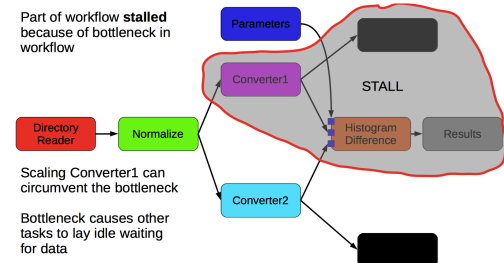 Part of workflow stalled
because of bottleneck in
workflow
Parameters
Converter1
STALL
Directory
Reader
Normalize
Histogram
Difference
Results
Scaling Converter1 can
circumvent the bottleneck
Converter2
Bottleneck causes other
tasks to lay idle waiting
for data